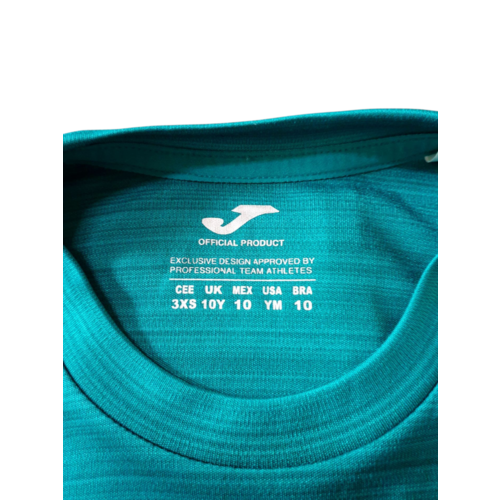 OFFICIAL PRODUCT
EXCLUSIVE DESIGN APPROVED BY
PROFESSIONAL TEAM ATHLETES
CEE UK MEX USA BRA
3XS 10Y 10 YM 10